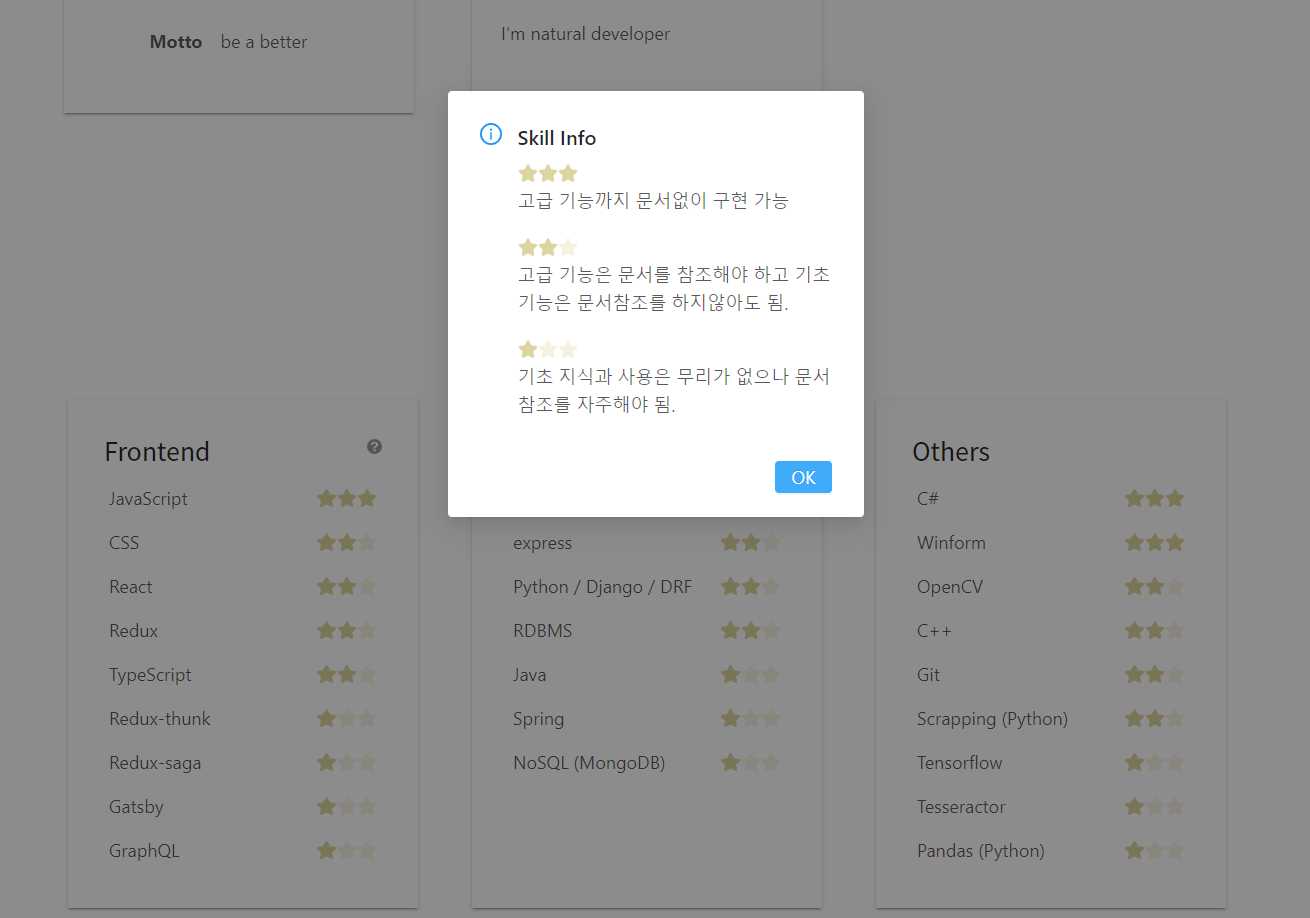 Motto be a better
I'm natural developer
Skill Info
고급 기능까지 문서없이 구현 가능
고급 기능은 문서를 참조해야 하고 기초
기능은 문서참조를 하지않아도 됨.
기초 지식과 사용은 무리가 없으나 문서
참조를 자주해야 됨.
OK
Frontend
JavaScript
CSS
React
Redux
TypeScript
Redux-thunk
Redux-saga
Gatsby
GraphQL
express
Python / Django / DRF
RDBMS
Java
Spring
NoSQL (MongoDB)
Others
C#
Winform
OpenCV
C++
Git
Scrapping (Python)
Tensorflow
Tesseractor
Pandas (Python)